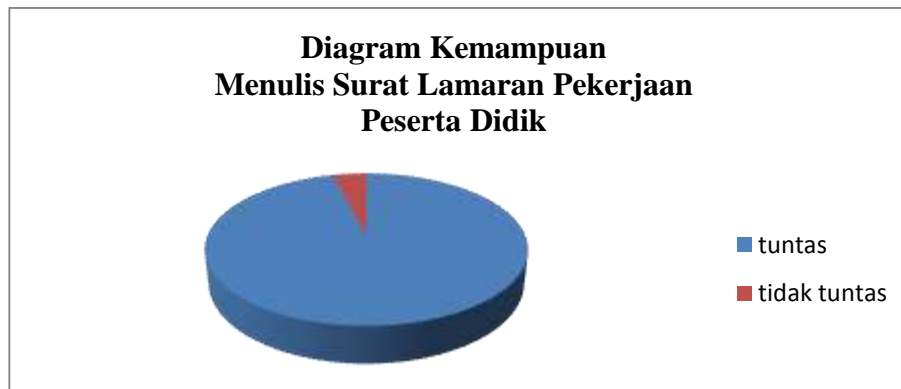 Diagram Kemampuan
Menulis Surat Lamaran Pekerjaan
Peserta Didik
tuntas
tidak tuntas